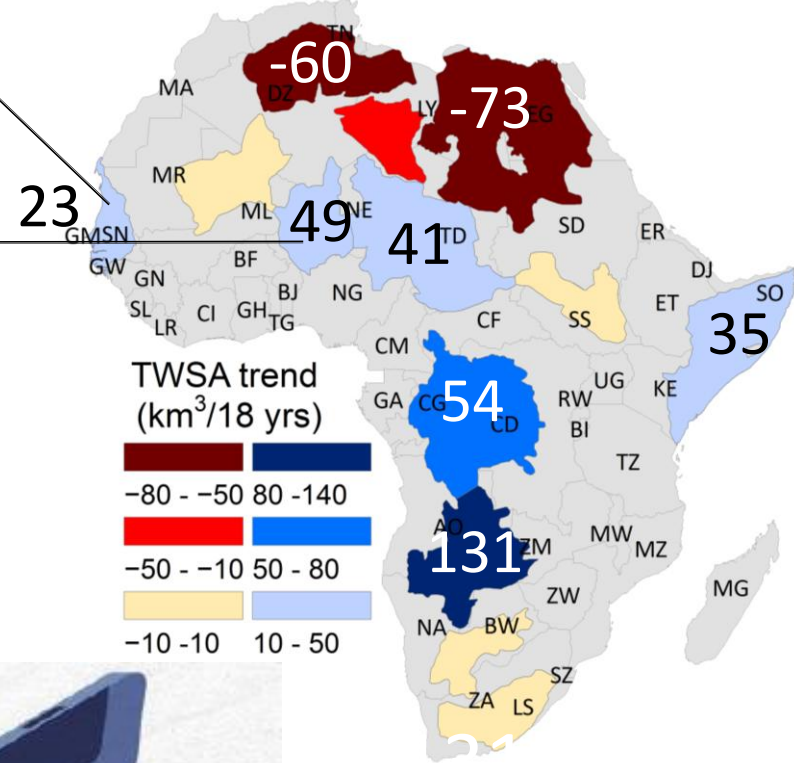 TN
-60
DZ
MA
LY
-73
EG
MR
23
ML
49
NE
41
TD
SD
ER
GM
SN
GW
BF
DJ
GN
BJ
NG
SO
SL
CI
GH
ET
35
LR
TG
CF
SS
CM
TWSA trend
(km³/18 yrs)
GA
CG
54
CD
RW
UG
KE
BI
TZ
−80 - −50 80 -140
−50 - −10 50 - 80
−10 -10 10 - 50
AO
131
ZM
MW
MZ
ZW
MG
NA
BW
SZ
ZA
LS